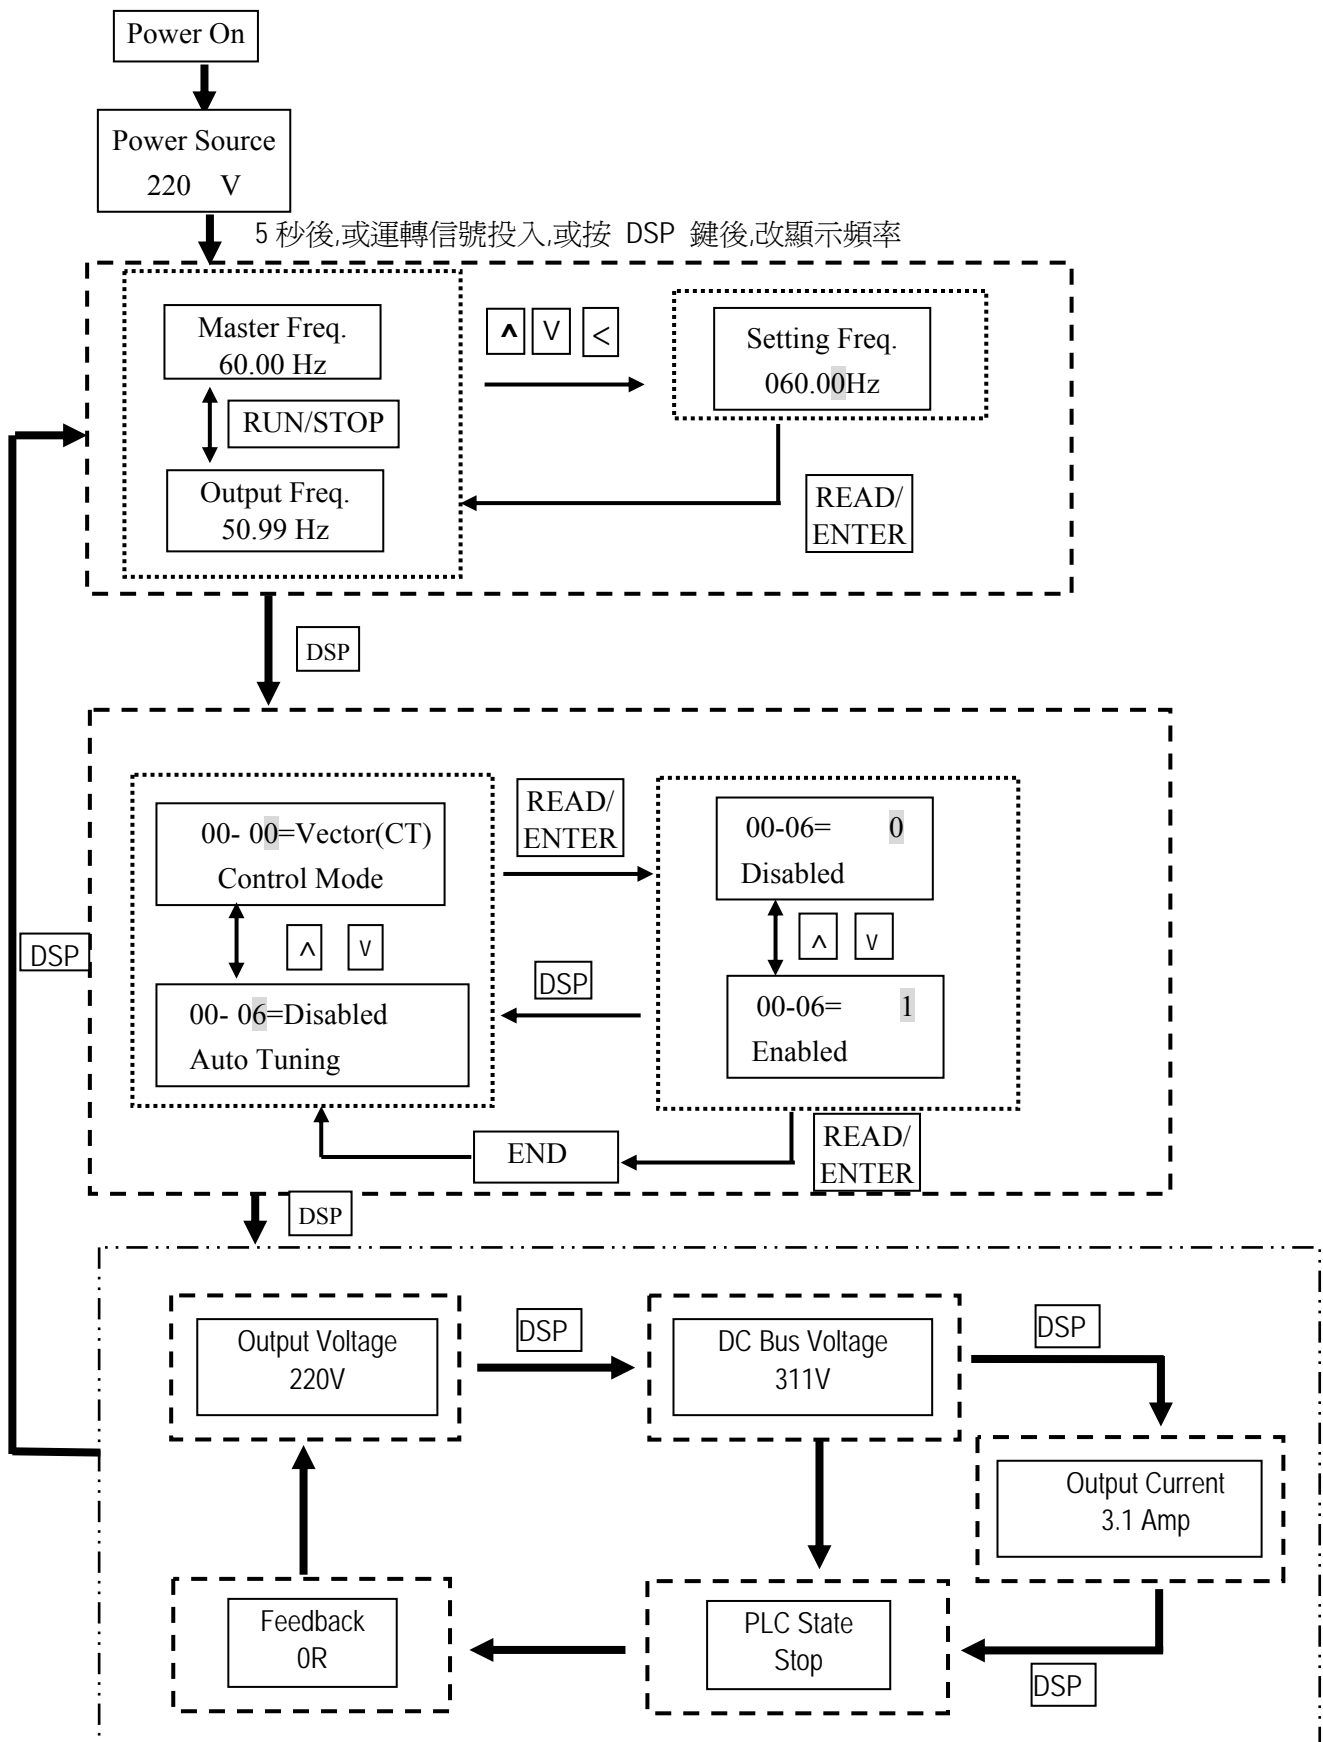 Power On
Power Source
220 V
5 秒後,或運轉信號投入,或按 DSP 鍵後,改顯示頻率
Master Freq.
60.00 Hz
RUN/STOP
Output Freq.
50.99 Hz
∧ V <
Setting Freq.
060.00Hz
READ/
ENTER
DSP
00- 00=Vector(CT)
Control Mode
∧ V
00- 06=Disabled
Auto Tuning
READ/
ENTER
DSP
00-06= 0
Disabled
∧ V
00-06= 1
Enabled
READ/
ENTER
END
DSP
DSP
Output Voltage
220V
DSP
DC Bus Voltage
311V
DSP
Output Current
3.1 Amp
DSP
PLC State
Stop
Feedback
0R